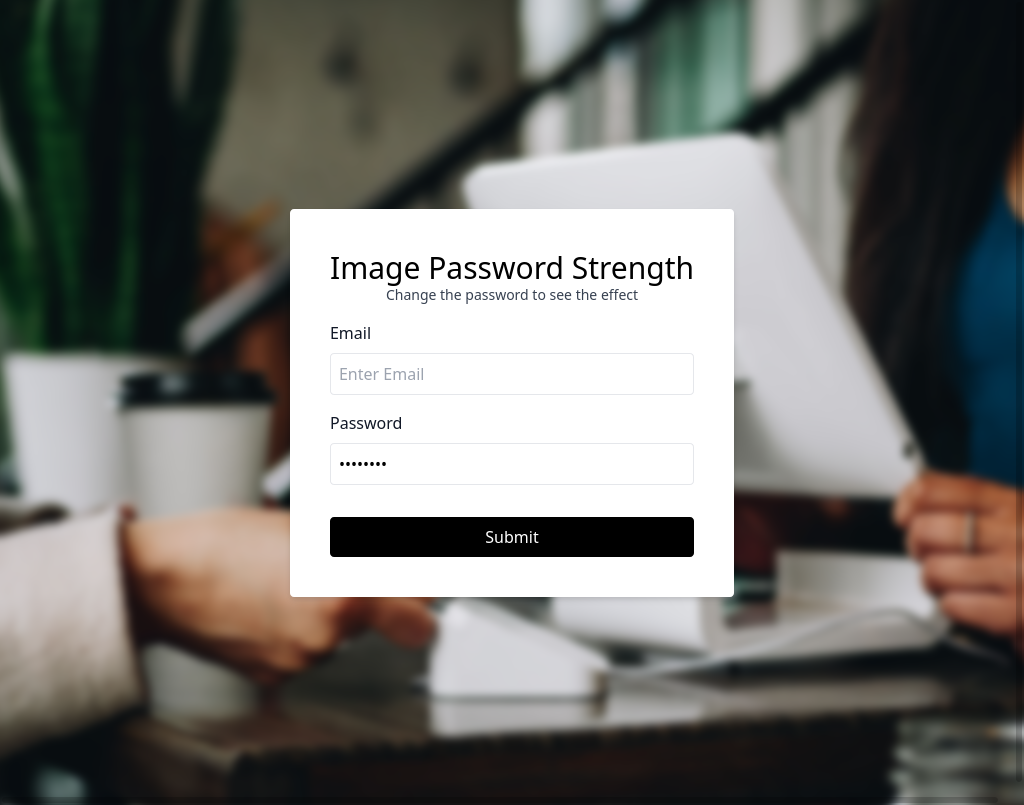 Image Password Strength
Change the password to see the effect
Email
Enter Email
Password
••••••••
Submit